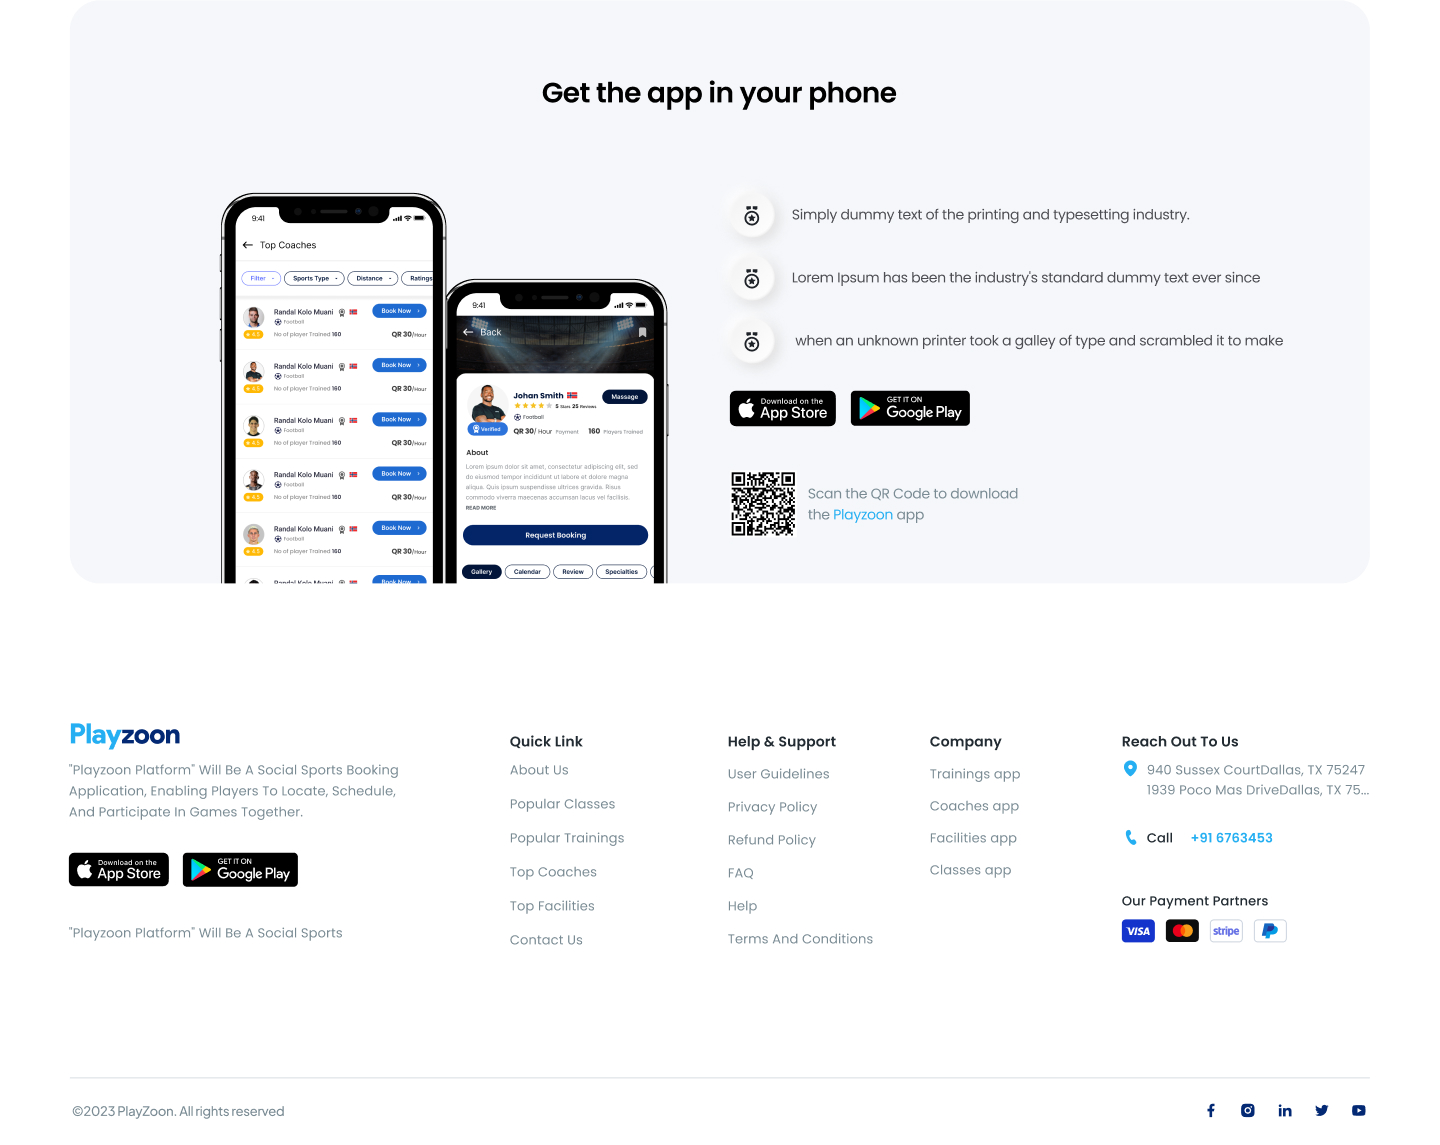 Get the app in your phone
9:41
Top Coaches
Filter
Sports Type
Distance
Ratings
Randal Kolo Muani
Book Now
Football
4.5
No of player Trained 160
QR 30/Hour
Randal Kolo Muani
Book Now
Football
4.5
No of player Trained 160
QR 30/Hour
Randal Kolo Muani
Book Now
Football
4.5
No of player Trained 160
QR 30/Hour
Randal Kolo Muani
Book Now
Football
4.5
No of player Trained 160
QR 30/Hour
Randal Kolo Muani
Book Now
Football
4.5
No of player Trained 160
QR 30/Hour
Randal Kolo Muani
Book Now
9:41
Back
Johan Smith
Massage
5 Stars 25 Reviews
Football
Verified
QR 30/ Hour Payment 160 Players Trained
About
Lorem ipsum dolor sit amet, consectetur adipiscing elit, sed
do eiusmod tempor incididunt ut labore et dolore magna
aliqua. Quis ipsum suspendisse ultrices gravida. Risus
commodo viverra maecenas accumsan lacus vel facilisis.
READ MORE
Request Booking
Gallery
Calendar
Review
Specialties
Simply dummy text of the printing and typesetting industry.
Lorem Ipsum has been the industry's standard dummy text ever since
when an unknown printer took a galley of type and scrambled it to make
Download on the
App Store
GET IT ON
Google Play
Scan the QR Code to download
the Playzoon app
Playzoon
"Playzoon Platform" Will Be A Social Sports Booking
Application, Enabling Players To Locate, Schedule,
And Participate In Games Together.
Download on the
App Store
GET IT ON
Google Play
"Playzoon Platform" Will Be A Social Sports
Quick Link
About Us
Popular Classes
Popular Trainings
Top Coaches
Top Facilities
Contact Us
Help & Support
User Guidelines
Privacy Policy
Refund Policy
FAQ
Help
Terms And Conditions
Company
Trainings app
Coaches app
Facilities app
Classes app
Reach Out To Us
940 Sussex CourtDallas, TX 75247
1939 Poco Mas DriveDallas, TX 75...
Call +91 6763453
Our Payment Partners
VISA
stripe
©2023 PlayZoon. All rights reserved